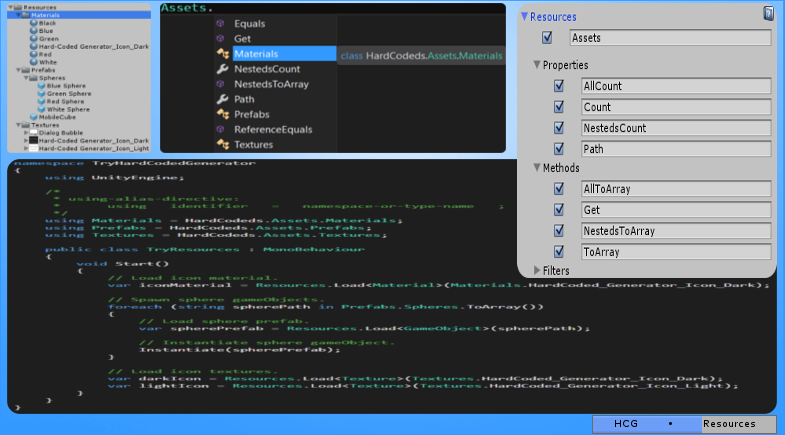 Resources
Materials
Black
Blue
Green
Hard-Coded Generator_Icon_Dark
Red
White
Prefabs
Spheres
Blue Sphere
Green Sphere
Red Sphere
White Sphere
MobileCube
Textures
Dialog Bubble
Hard-Coded Generator_Icon_Dark
Hard-Coded Generator_Icon_Light
Assets.
Equals
Get
Materials
class HardCodeds.Assets.Materials
NestedsCount
NestedsToArray
Path
Prefabs
ReferenceEquals
Textures
Resources
Assets
Properties
AllCount
Count
NestedsCount
Path
Methods
AllToArray
Get
NestedsToArray
ToArray
Filters
namespace TryHardCodedGenerator
{
using UnityEngine;
/*
* using-alias-directive:
* using identifier = namespace-or-type-name ;
*/
using Materials = HardCodeds.Assets.Materials;
using Prefabs = HardCodeds.Assets.Prefabs;
using Textures = HardCodeds.Assets.Textures;
public class TryResources : MonoBehaviour
{
void Start()
{
// Load icon material.
var iconMaterial = Resources.Load<Material>(Materials.HardCoded_Generator_Icon_Dark);
// Spawn sphere gameObjects.
foreach (string spherePath in Prefabs.Spheres.ToArray())
{
// Load sphere prefab.
var spherePrefab = Resources.Load<GameObject>(spherePath);
// Instantiate sphere gameObject.
Instantiate(spherePrefab);
}
// Load icon textures.
var darkIcon = Resources.Load<Texture>(Textures.HardCoded_Generator_Icon_Dark);
var lightIcon = Resources.Load<Texture>(Textures.HardCoded_Generator_Icon_Light);
}
}
}
HCG • Resources